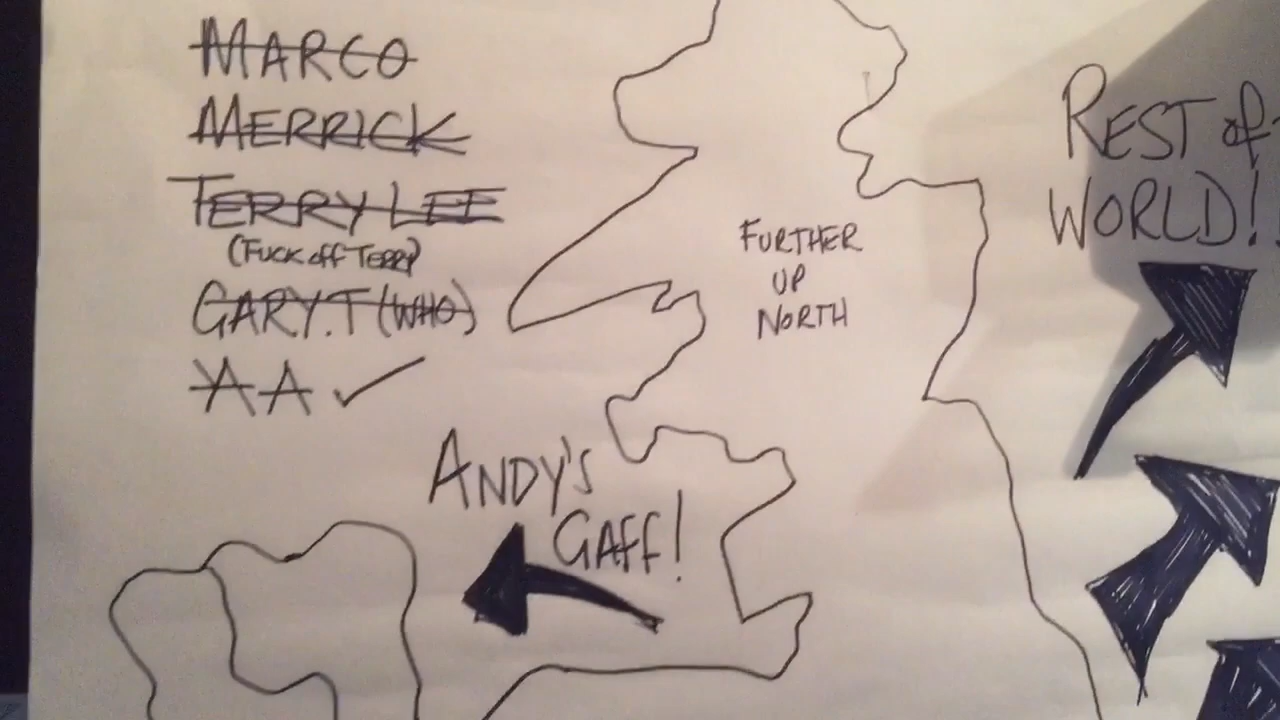 MARCO
MERRICK
TERRY LEE
(FUCK off TERRY)
GARY.T (WHO)
AA ✓
ANDY'S
GAFF!
FURTHER
UP
NORTH
REST of
WORLD!